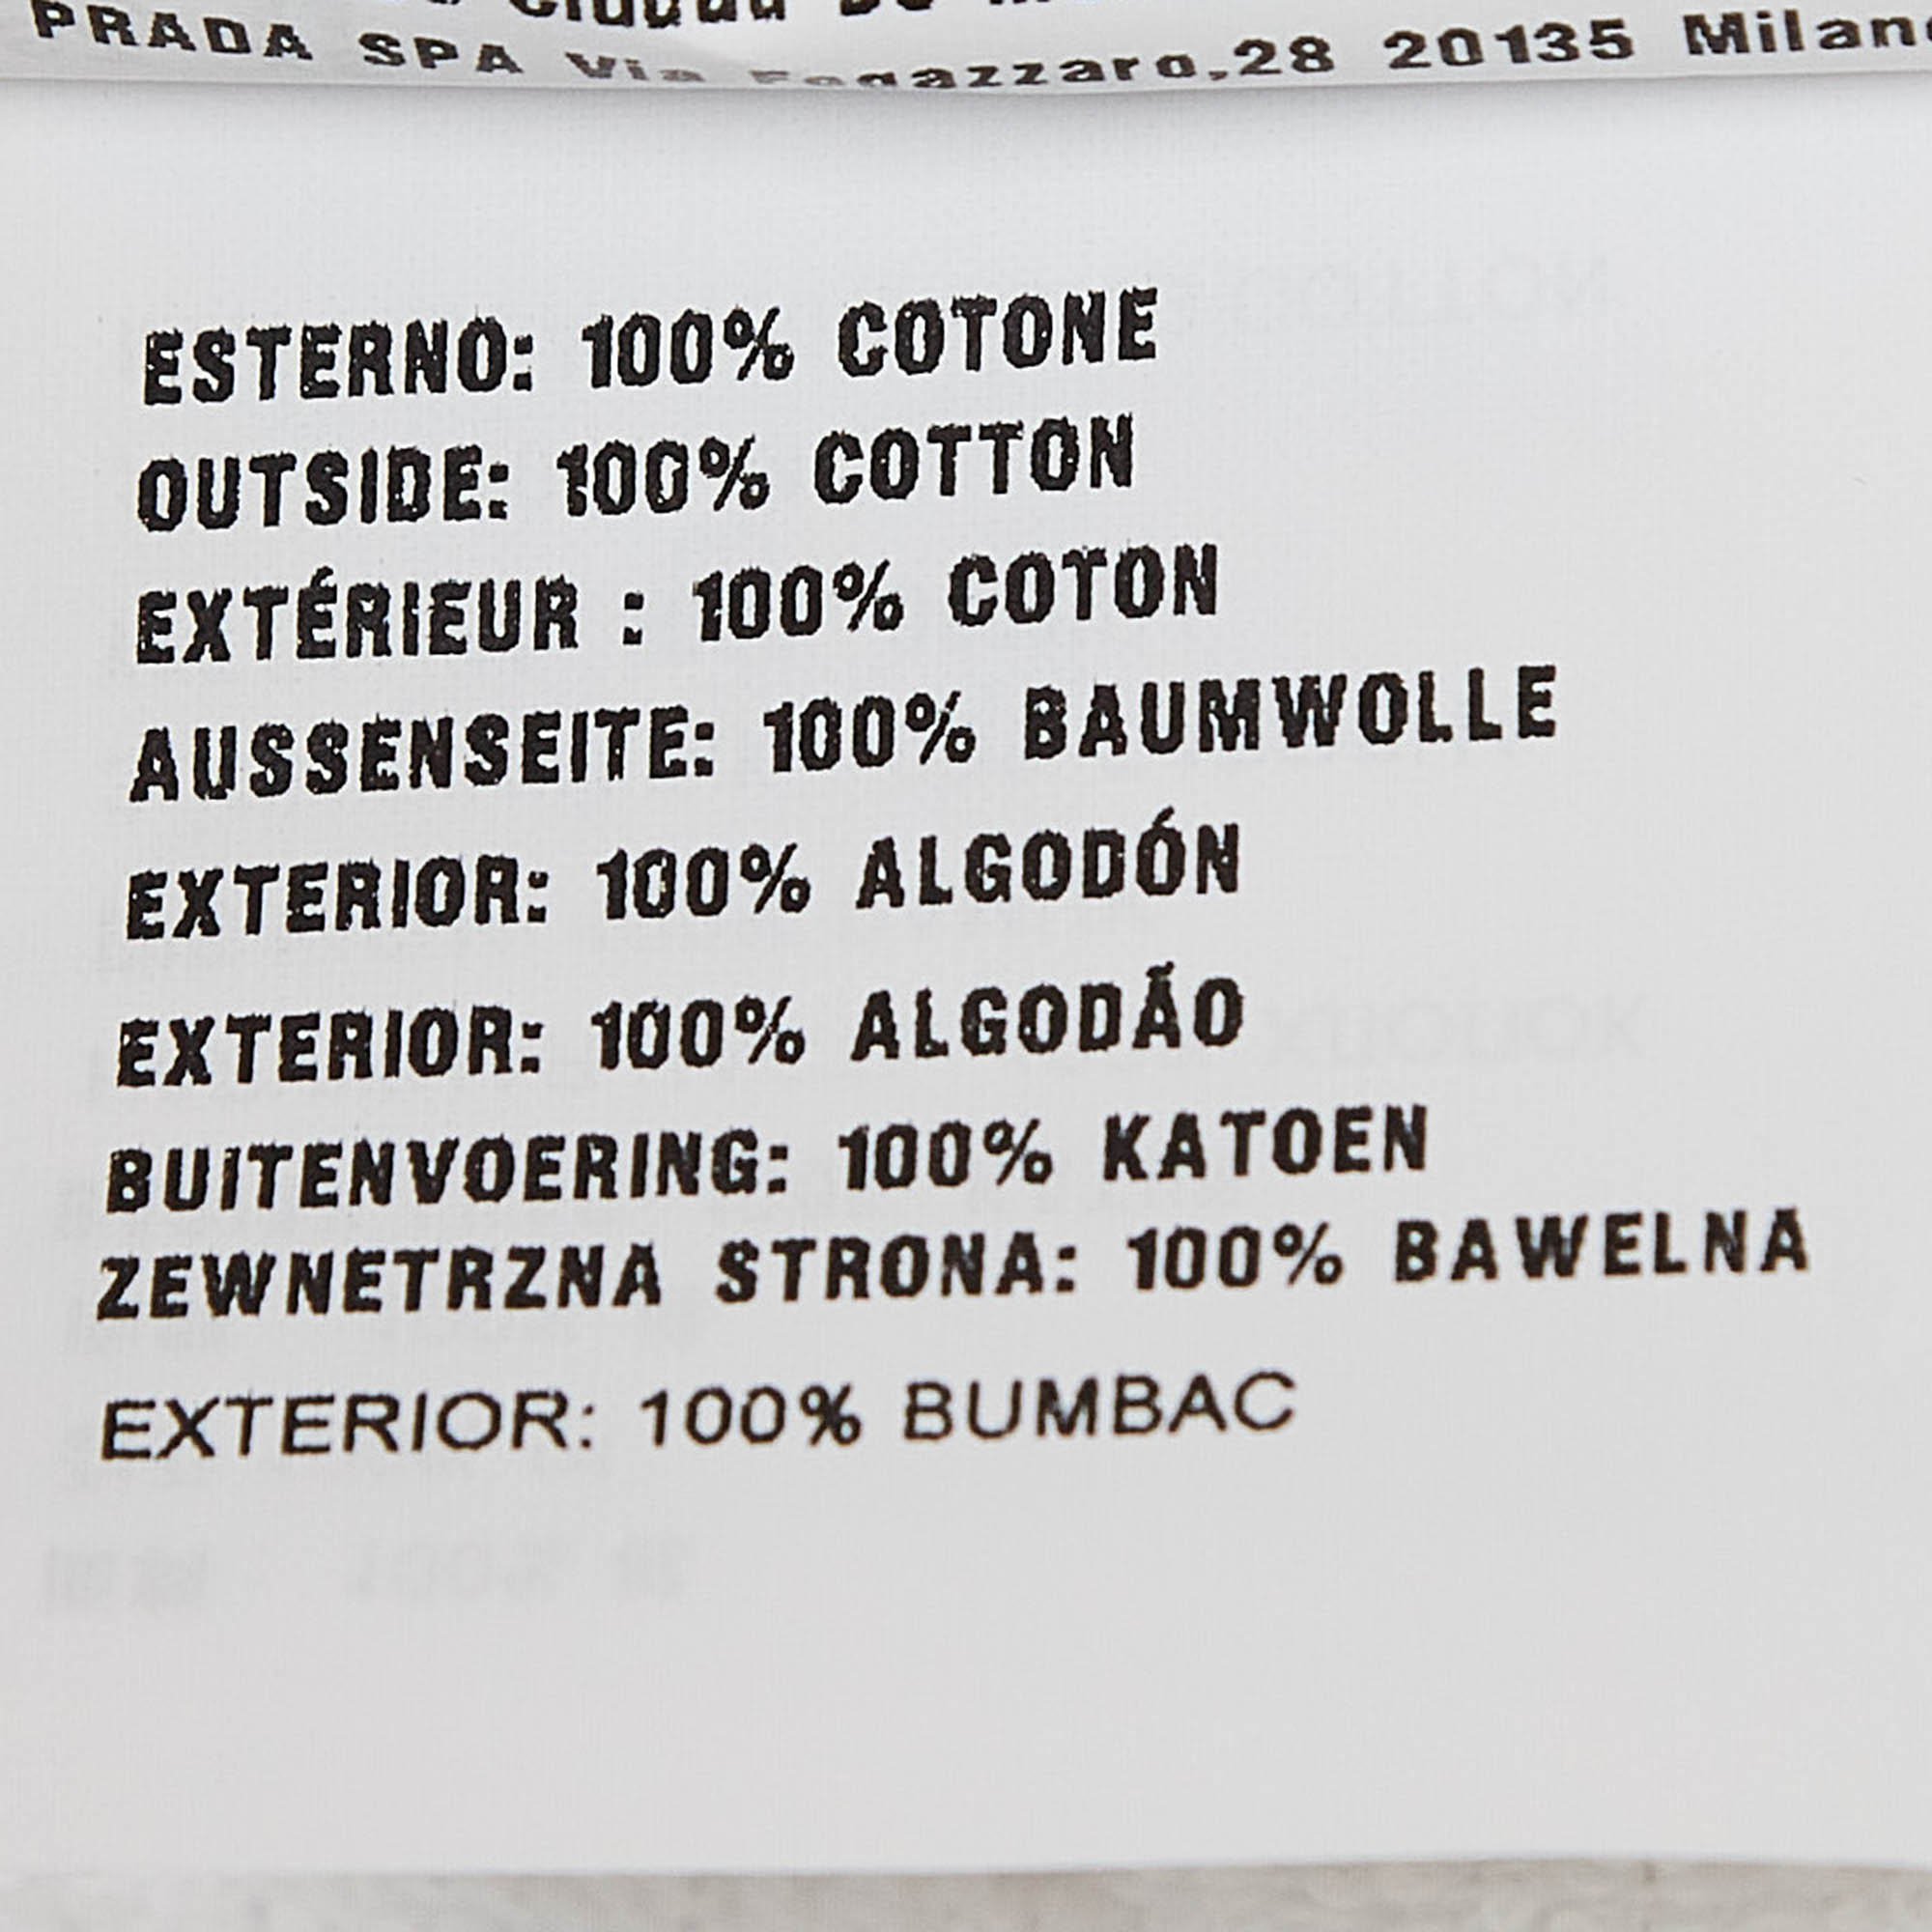 PRADA SPA Via Fogazzaro,28 20135 Milano
ESTERNO: 100% COTONE
OUTSIDE: 100% COTTON
EXTÉRIEUR : 100% COTON
AUSSENSEITE: 100% BAUMWOLLE
EXTERIOR: 100% ALGODÓN
EXTERIOR: 100% ALGODÃO
BUITENVOERING: 100% KATOEN
ZEWNETRZNA STRONA: 100% BAWELNA
EXTERIOR: 100% BUMBAC